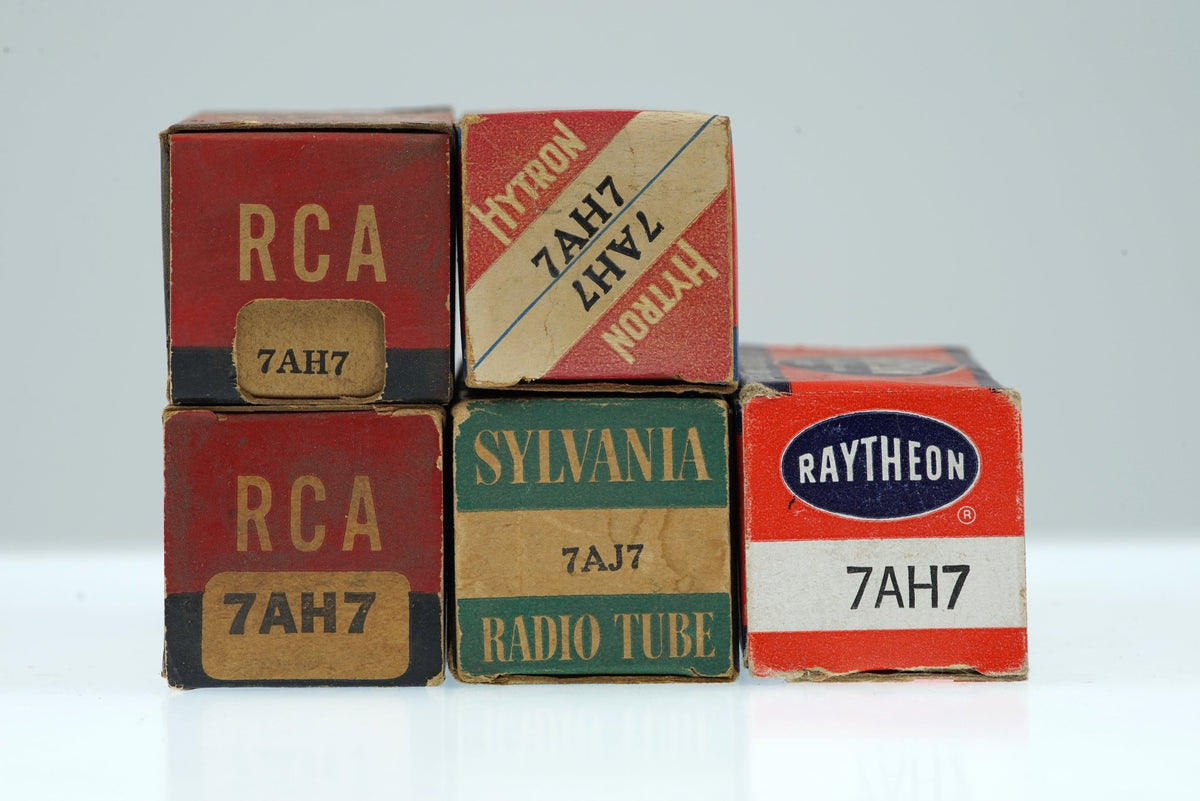 RCA
7AH7
HYTRON
7AH7
7AH7
HYTRON
RCA
7AH7
SYLVANIA
7AJ7
RADIO TUBE
RAYTHEON
®
7AH7